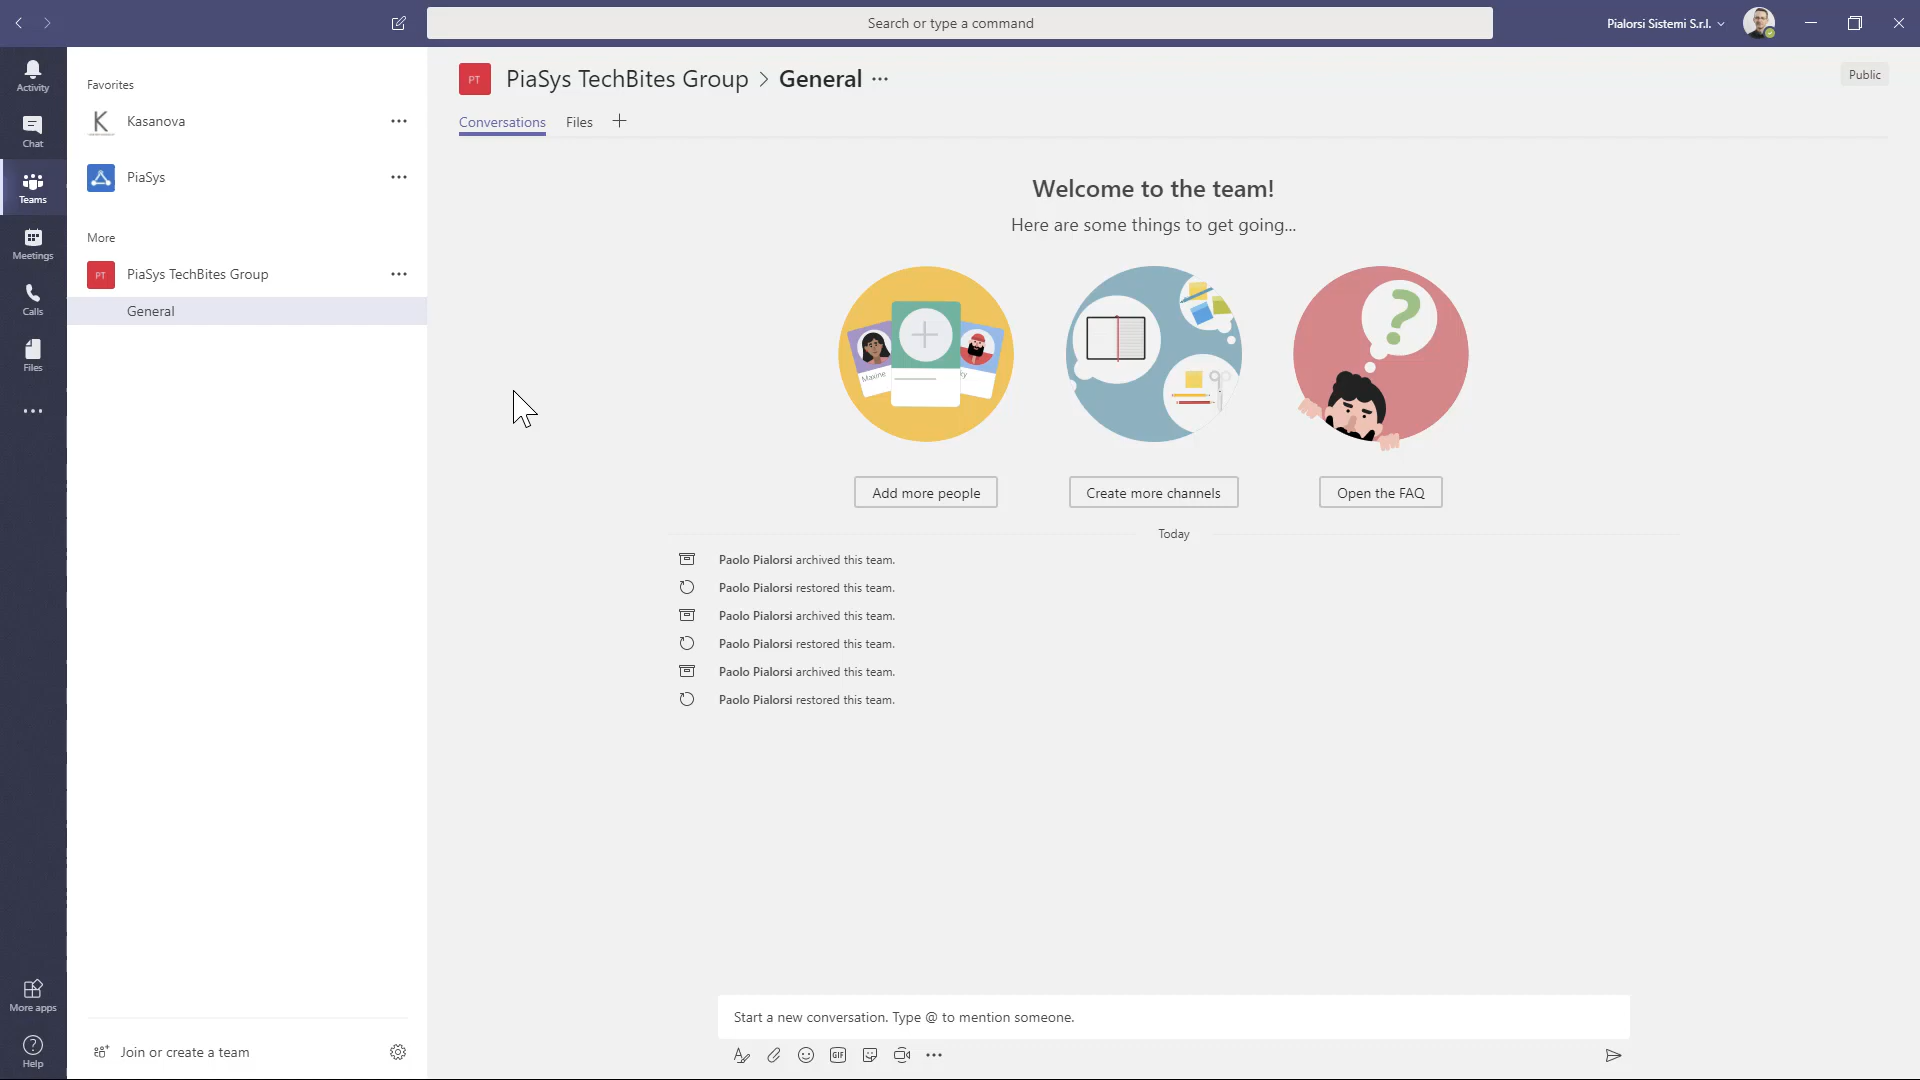 Search or type a command
Pialorsi Sistemi S.r.l.
Activity
Chat
Teams
Meetings
Calls
Files
More apps
Help
Favorites
K Kasanova
PiaSys
More
PT PiaSys TechBites Group
General
Join or create a team
PT PiaSys TechBites Group > General
Public
Conversations Files
Welcome to the team!
Here are some things to get going...
Maxine
ky
Add more people
Create more channels
Open the FAQ
Today
Paolo Pialorsi archived this team.
Paolo Pialorsi restored this team.
Paolo Pialorsi archived this team.
Paolo Pialorsi restored this team.
Paolo Pialorsi archived this team.
Paolo Pialorsi restored this team.
Start a new conversation. Type @ to mention someone.
GIF